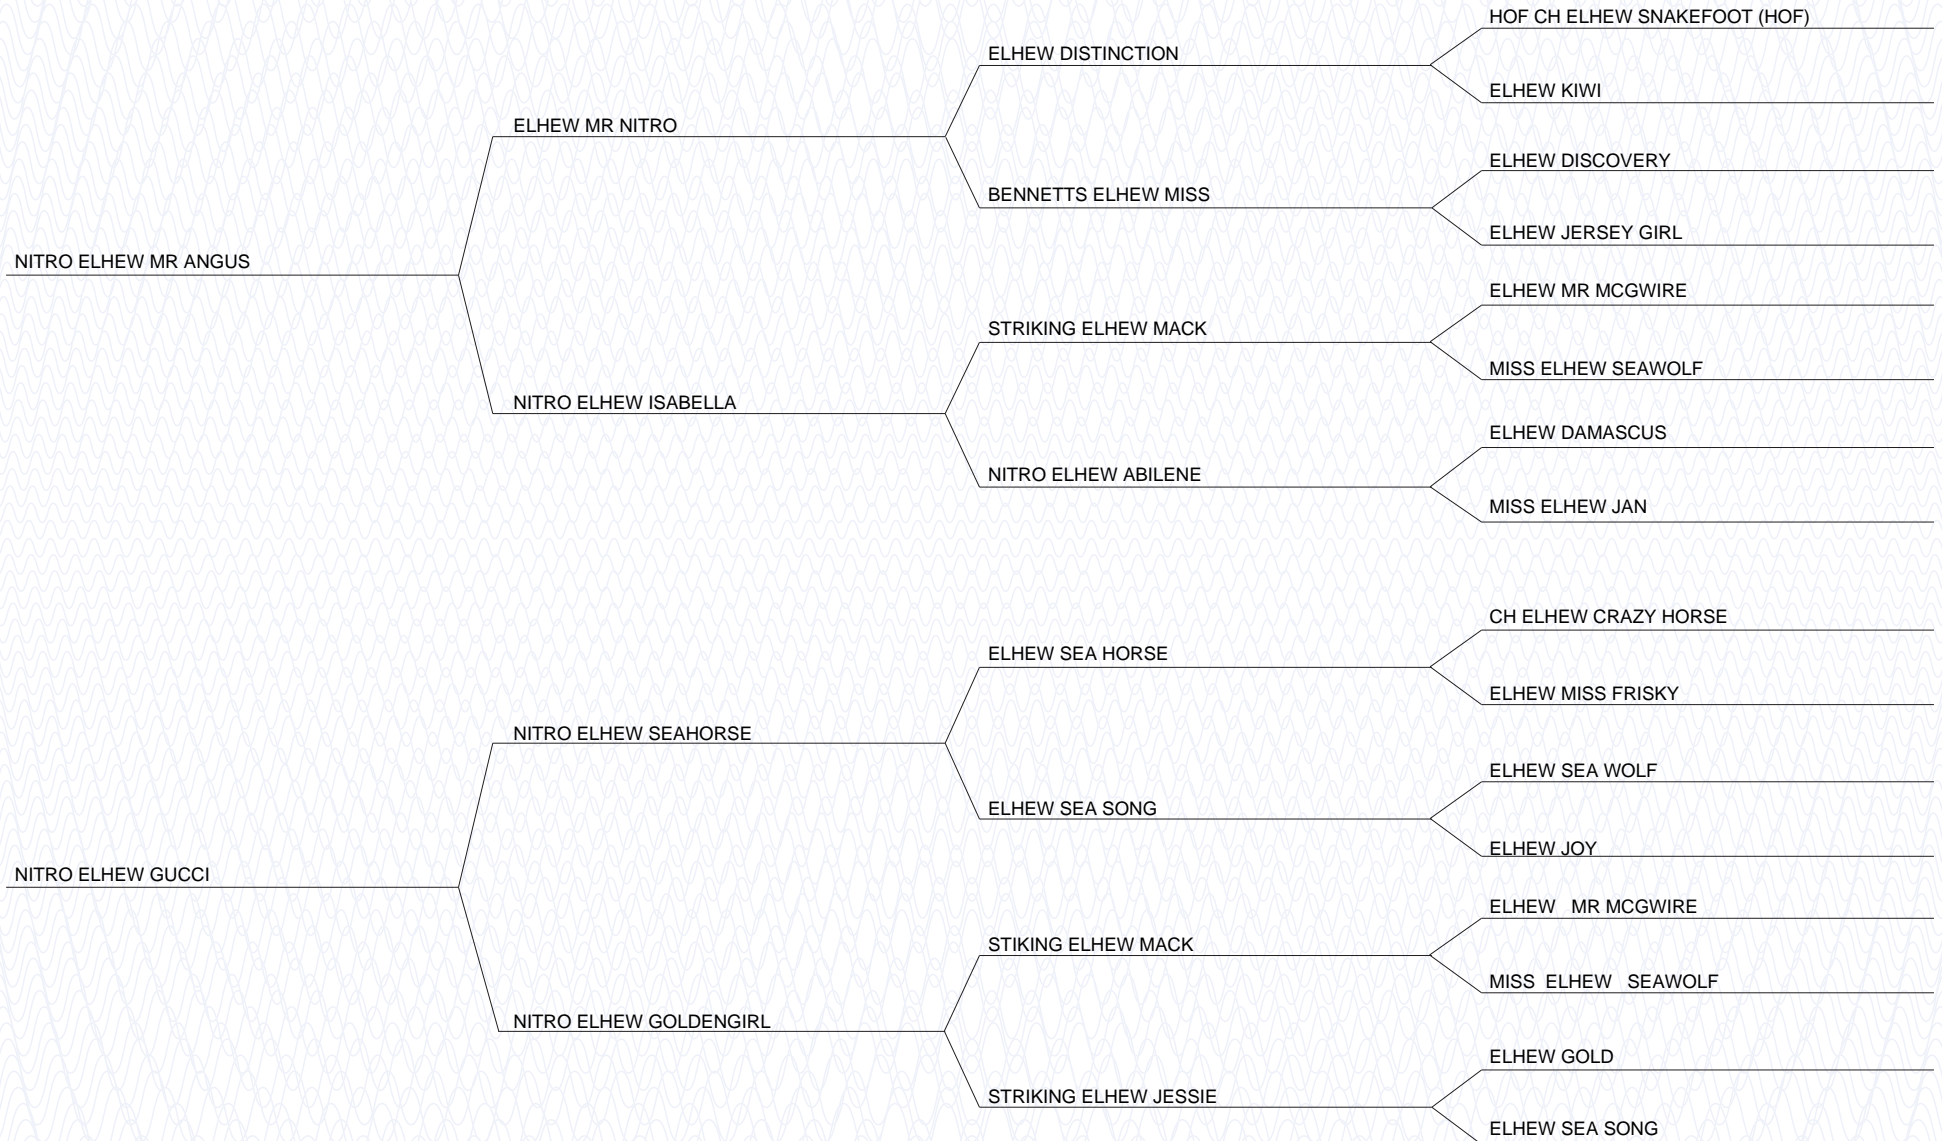 HOF CH ELHEW SNAKEFOOT (HOF)
ELHEW DISTINCTION
ELHEW KIWI
ELHEW MR NITRO
ELHEW DISCOVERY
BENNETTS ELHEW MISS
ELHEW JERSEY GIRL
NITRO ELHEW MR ANGUS
ELHEW MR MCGWIRE
STRIKING ELHEW MACK
MISS ELHEW SEAWOLF
NITRO ELHEW ISABELLA
ELHEW DAMASCUS
NITRO ELHEW ABILENE
MISS ELHEW JAN
CH ELHEW CRAZY HORSE
ELHEW SEA HORSE
ELHEW MISS FRISKY
NITRO ELHEW SEAHORSE
ELHEW SEA WOLF
ELHEW SEA SONG
ELHEW JOY
NITRO ELHEW GUCCI
ELHEW   MR MCGWIRE
STIKING ELHEW MACK
MISS  ELHEW   SEAWOLF
NITRO ELHEW GOLDENGIRL
ELHEW GOLD
STRIKING ELHEW JESSIE
ELHEW SEA SONG